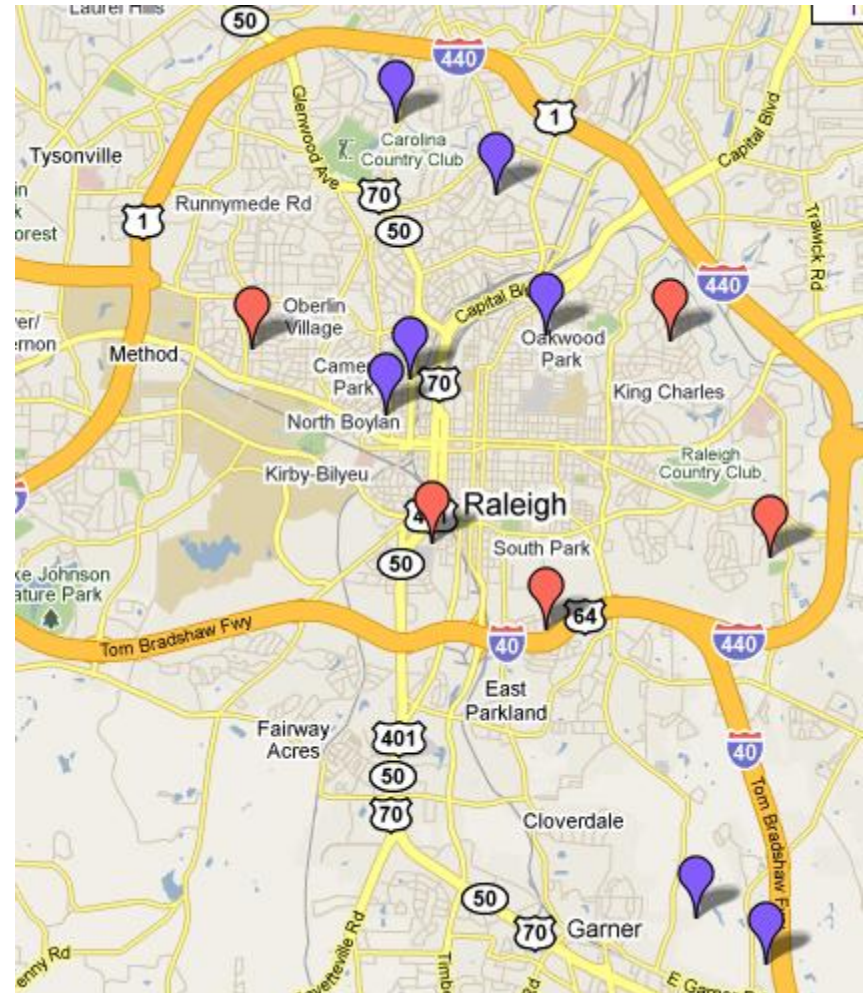 Laurel Hills
50
440
Glenwood Ave
1
Capital Blvd
Carolina
Country Club
Tysonville
70
Runnymede Rd
1
50
Trawick Rd
440
Oberlin
Village
Capital
Oakwood
Park
Method
Park
70
King Charles
North Boylan
Raleigh
Country Club
Kirby-Bilyeu
Raleigh
South Park
50
Johnson
Park
64
Tom Bradshaw Fwy
40
440
East
Parkland
Fairway
Acres
401
40
50
Tom Bradshaw
70
Cloverdale
50
70
Garner
Rd
Rd
E Garner